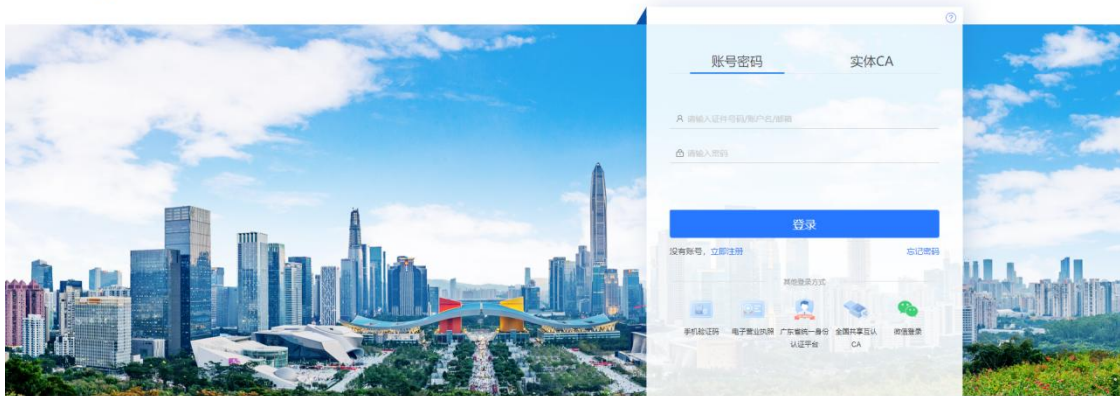 账号密码
实体CA
请输入证件号码/账户名/邮箱
请输入密码
登录
没有账号，立即注册
忘记密码
其他登录方式
手机验证码
电子营业执照
广东省统一身份
认证平台
全国共享互认
CA
微信登录